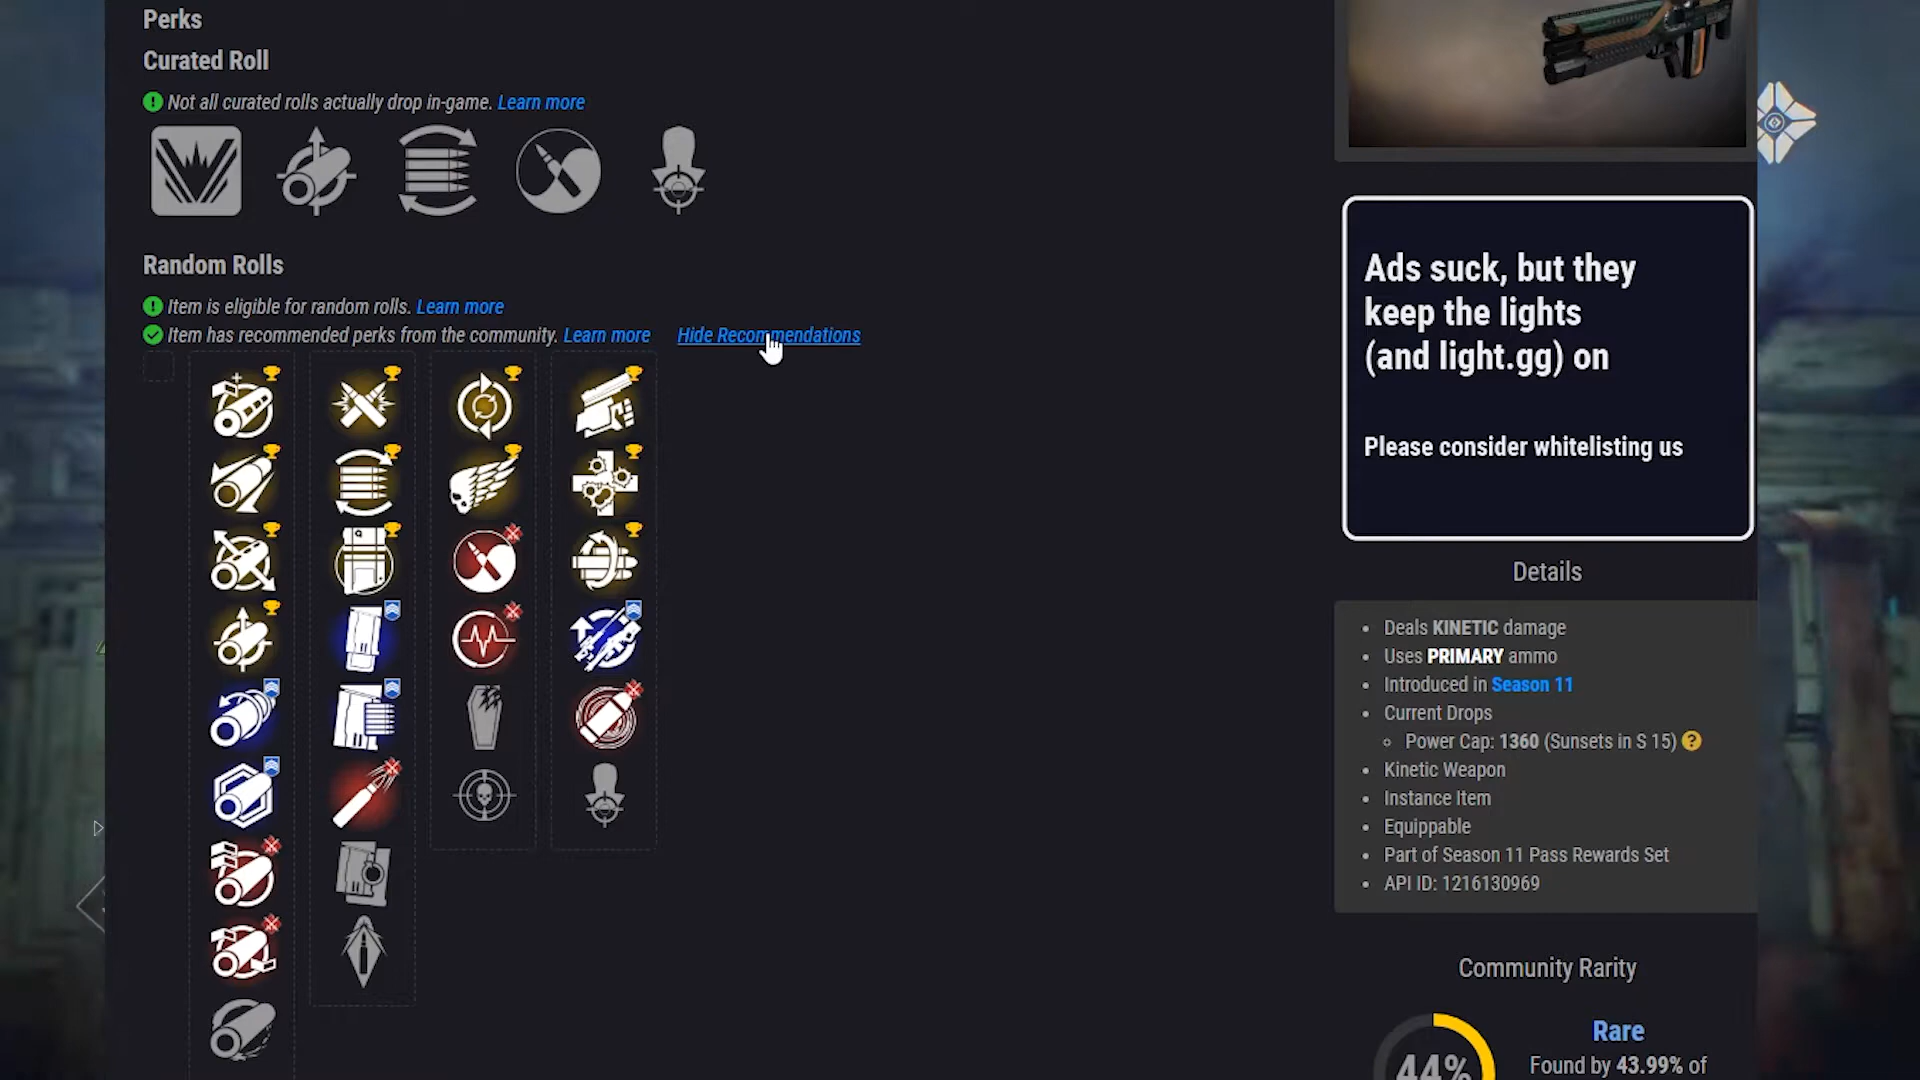 Perks
Curated Roll
Not all curated rolls actually drop in-game. Learn more
Random Rolls
Item is eligible for random rolls. Learn more
Item has recommended perks from the community. Learn more Hide Recommendations
Ads suck, but they
keep the lights
(and light.gg) on
Please consider whitelisting us
Details
Deals KINETIC damage
Uses PRIMARY ammo
Introduced in Season 11
Current Drops
Power Cap: 1360 (Sunsets in S 15) ?
Kinetic Weapon
Instance Item
Equippable
Part of Season 11 Pass Rewards Set
API ID: 1216130969
Community Rarity
44%
Rare
Found by 43.99% of